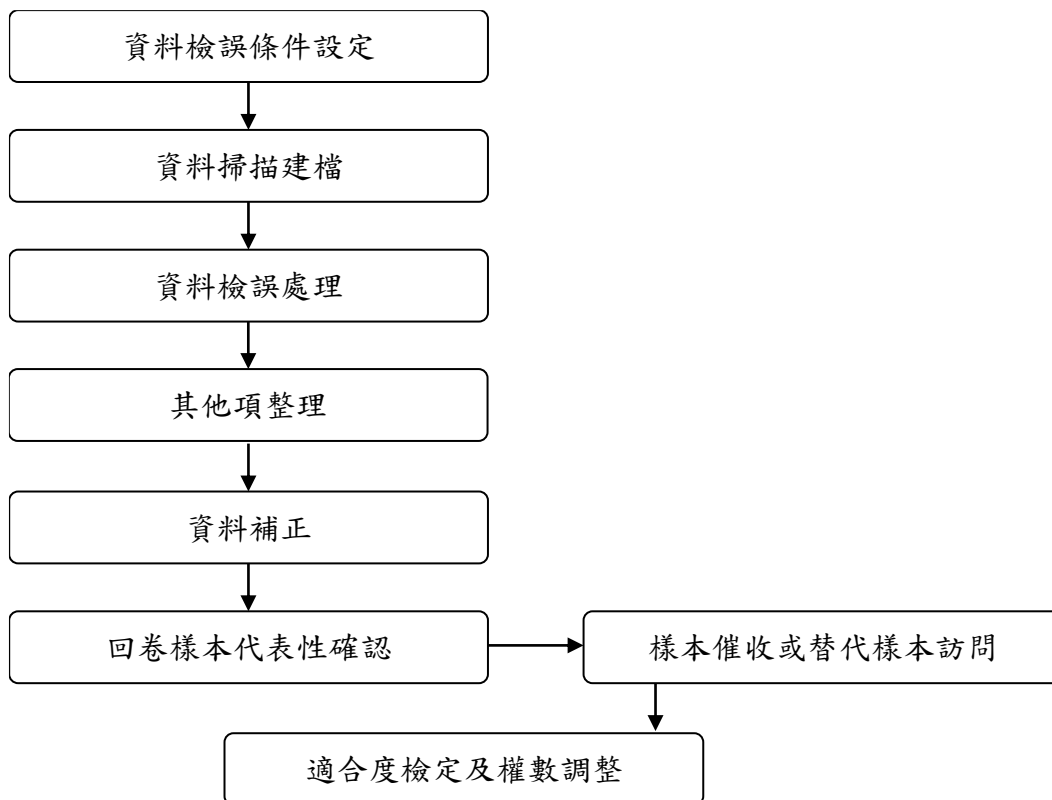 資料檢誤條件設定
資料掃描建檔
資料檢誤處理
其他項整理
資料補正
回卷樣本代表性確認
樣本催收或替代樣本訪問
適合度檢定及權數調整